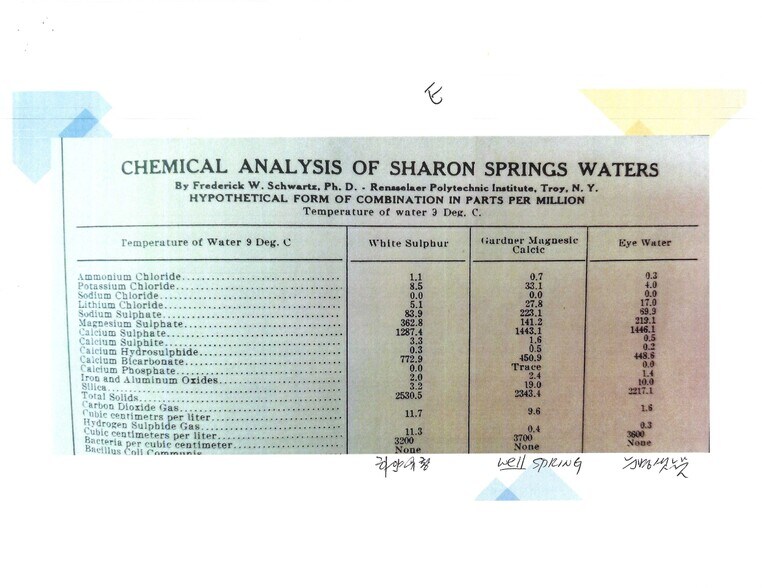 CHEMICAL ANALYSIS OF SHARON SPRINGS WATERS
By Frederick W. Schwartz, Ph. D. - Rensselaer Polytechnic Institute, Troy, N. Y.
HYPOTHETICAL FORM OF COMBINATION IN PARTS PER MILLION
Temperature of water 9 Deg. C.
Temperature of Water 9 Deg. C White Sulphur Gardner Magnesic Calcic Eye Water
Ammonium Chloride 1.1 0.7 0.3
Potassium Chloride 8.5 33.1 4.0
Sodium Chloride 0.0 0.0 0.0
Lithium Chloride 5.1 27.8 17.0
Sodium Sulphate 83.9 223.1 69.9
Magnesium Sulphate 362.8 141.2 219.1
Calcium Sulphate 1287.4 1443.1 1446.1
Calcium Sulphite 3.3 1.6 0.5
Calcium Hydrosulphide 0.3 0.5 0.2
Calcium Bicarbonate 772.9 450.9 448.6
Calcium Phosphate 0.0 Trace 0.0
Iron and Aluminum Oxides 2.0 2.4 1.4
Silica 3.2 19.0 10.0
Total Solids 2530.5 2343.4 2217.1
Carbon Dioxide Gas
Cubic centimetrs per liter 11.7 9.6 1.6
Hydrogen Sulphide Gas
Cubic centimeters per liter 11.3 0.4 0.3
Bacteria per cubic centimeter 3200 3700 3600
Bacillus Coli Communis None None None
Well SPRING